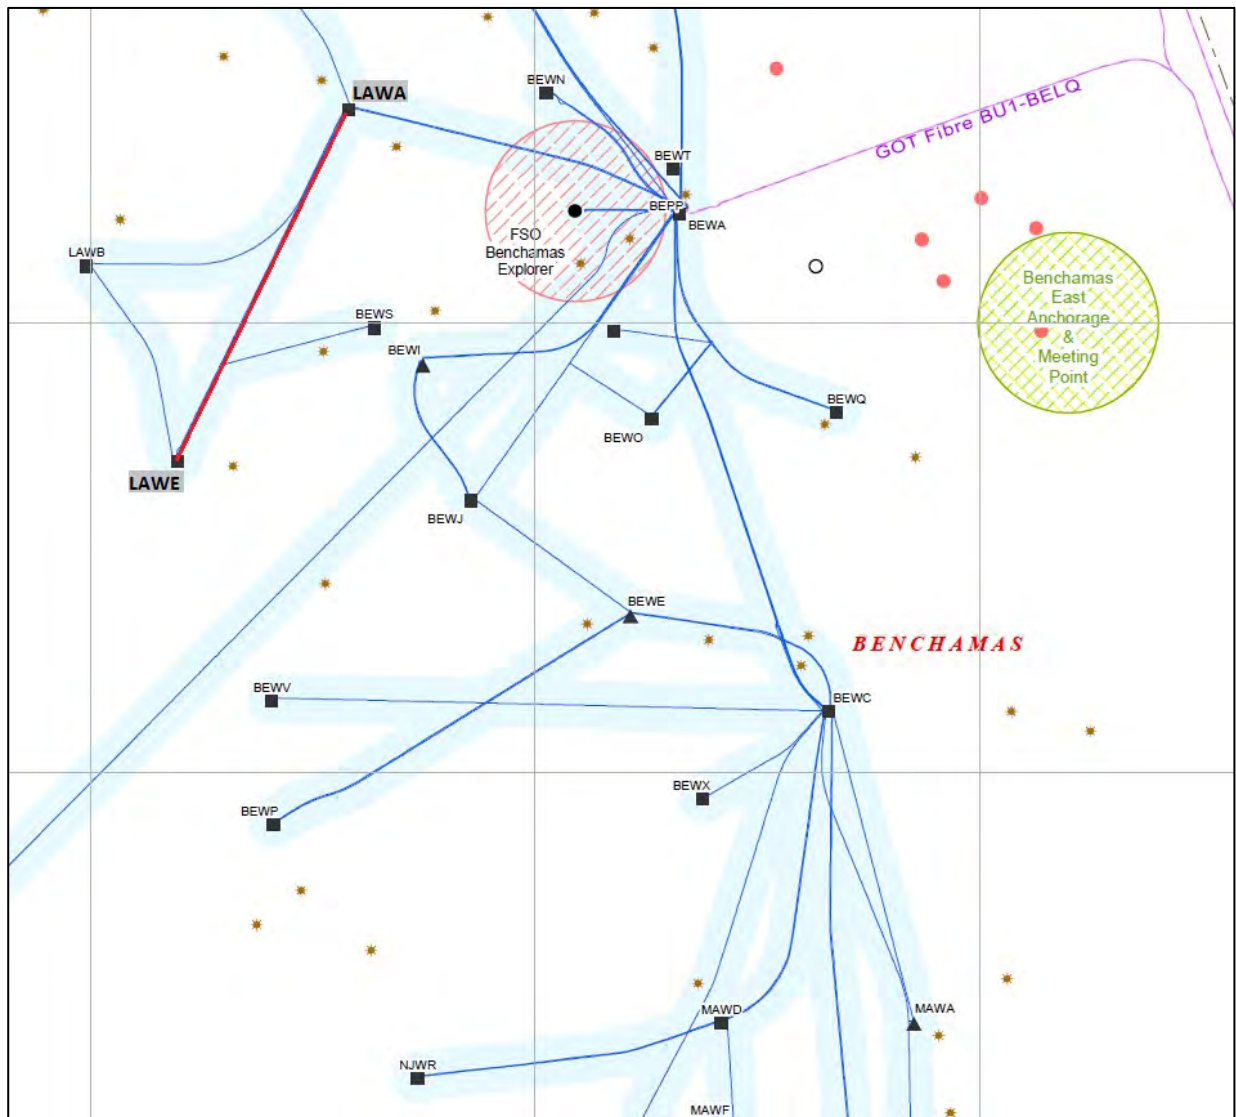 BEWN
LAWA
GOT Fibre BU1-BELQ
BEWT
BEPP
BEWA
FSO
Benchamas
Explorer
LAWB
Benchamas
East
Anchorage
&
Meeting
Point
BEWS
BEWI
BEWQ
BEWO
LAWE
BEWJ
BEWE
BENCHAMAS
BEWV
BEWC
BEWX
BEWP
MAWD
MAWA
NJWR
MAWF